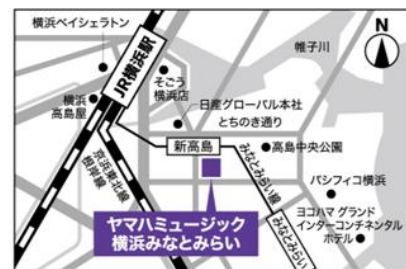 横浜ベイシェラトン
JR横浜駅
帷子川
N
そごう
横浜店
横浜
高島屋
日産グローバル本社
とちのき通り
新高島
高島中央公園
みなとみらい線
京浜東北線
根岸線
パシフィコ横浜
ヤマハミュージック
横浜みなとみらい
ヨコハマ グランド
インターコンチネンタル
ホテル
みなとみらい